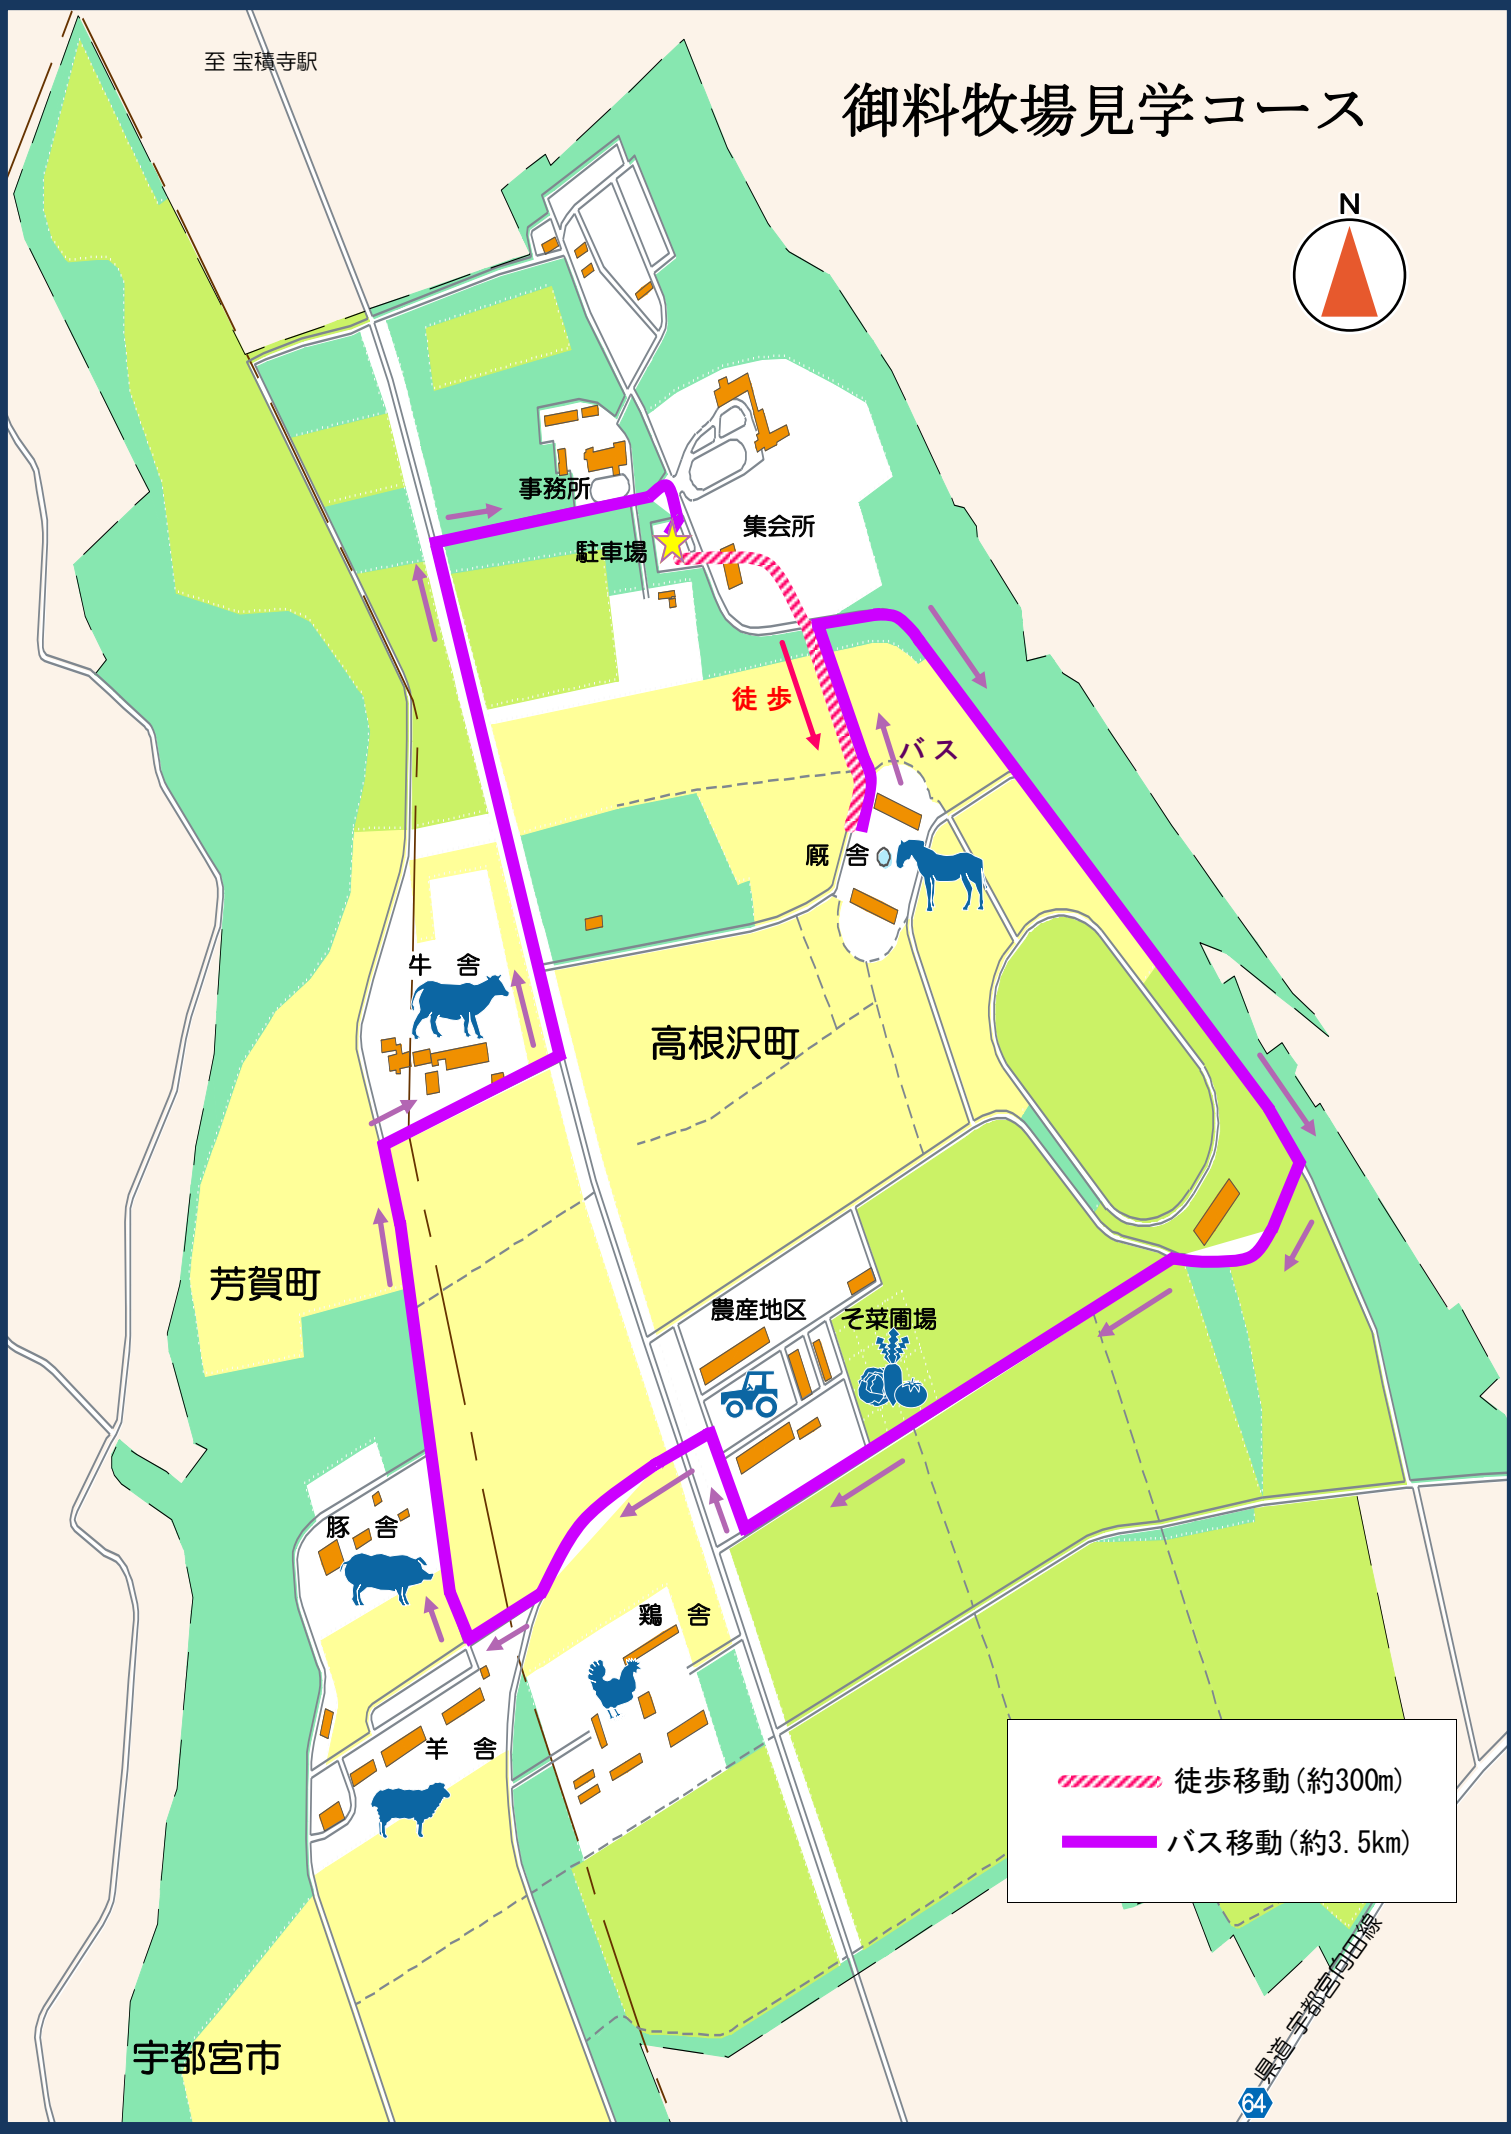 至 宝積寺駅
御料牧場見学コース
N
事務所
集会所
駐車場
徒 歩
バ ス
厩 舎
牛 舎
高根沢町
芳賀町
農産地区
そ菜圃場
豚 舎
鶏 舎
羊 舎
徒歩移動(約300m)
バス移動(約3.5km)
県道 宇都宮向田線
宇都宮市
64